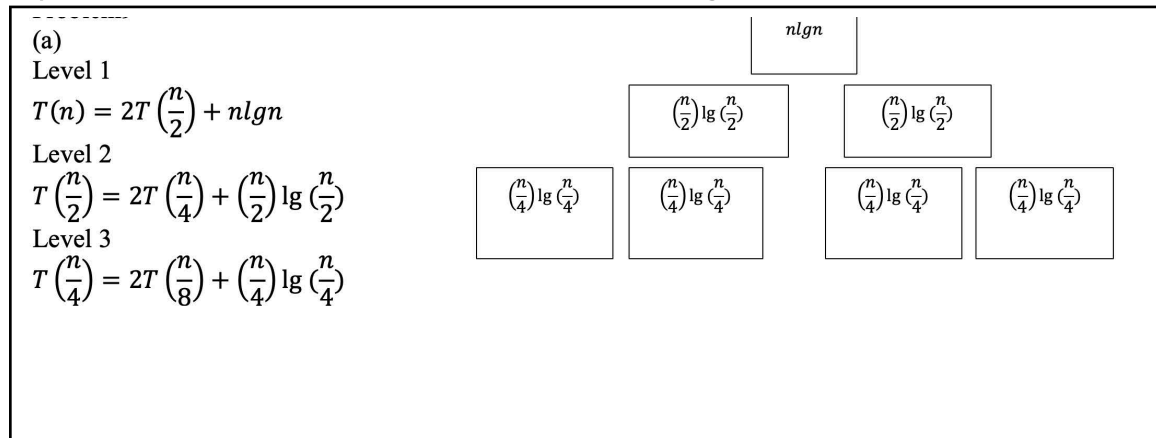 (a)
Level 1
T(n) = 2T(n/2) + nlgn
Level 2
T(n/2) = 2T(n/4) + (n/2) lg (n/2)
Level 3
T(n/4) = 2T(n/8) + (n/4) lg (n/4)
nlgn
(n/2) lg (n/2) (n/2) lg (n/2)
(n/4) lg (n/4) (n/4) lg (n/4) (n/4) lg (n/4) (n/4) lg (n/4)